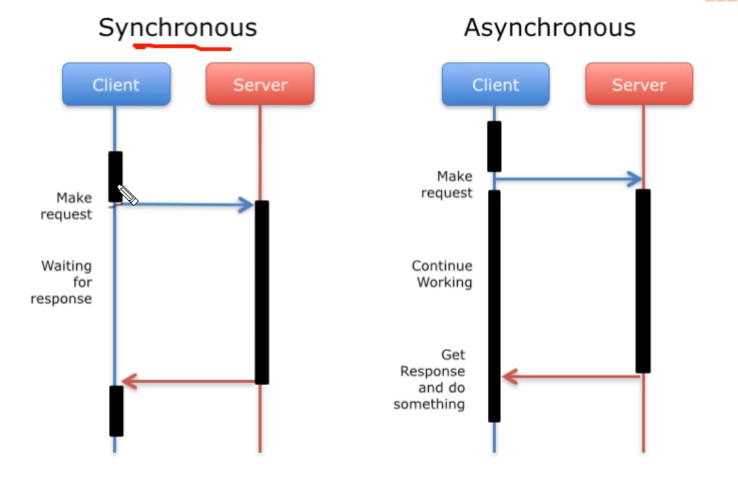 Synchronous
Asynchronous
Client
Server
Client
Server
Make
request
Waiting
for
response
Make
request
Continue
Working
Get
Response
and do
something